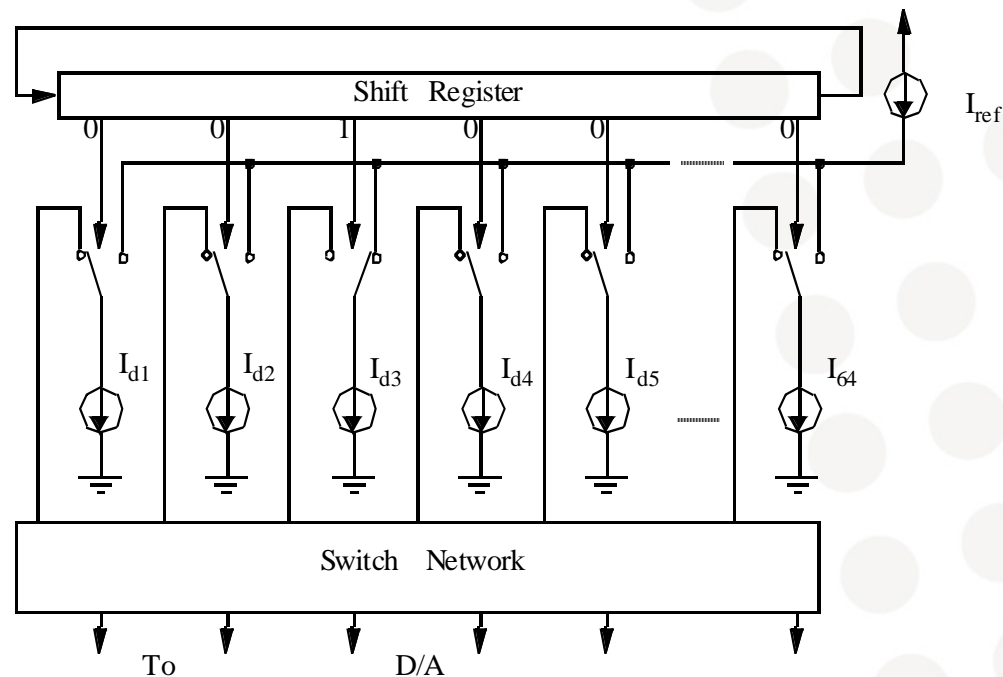 Shift Register
I_ref
0 0 1 0 0 0
I_d1 I_d2 I_d3 I_d4 I_d5 I_64
Switch Network
To D/A